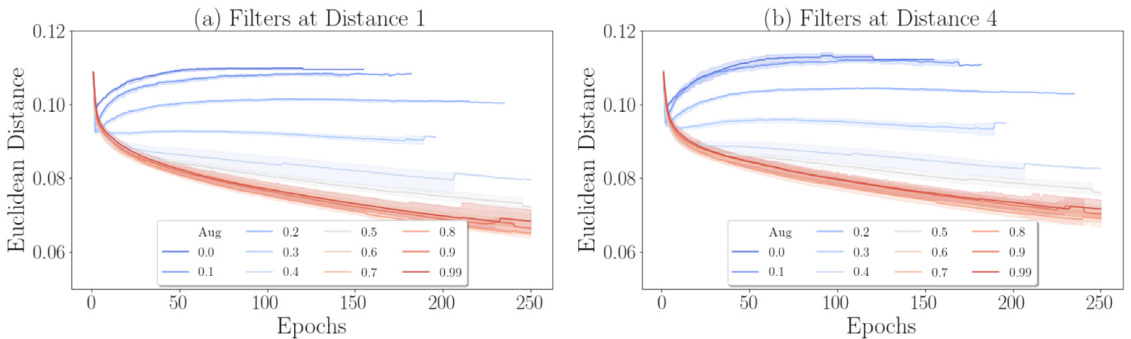 (a) Filters at Distance 1
0.12
0.10
0.08
0.06
Euclidean Distance
Aug 0.2 0.5 0.8
0.0 0.3 0.6 0.9
0.1 0.4 0.7 0.99
0 50 100 150 200 250
Epochs
(b) Filters at Distance 4
0.12
0.10
0.08
0.06
Euclidean Distance
Aug 0.2 0.5 0.8
0.0 0.3 0.6 0.9
0.1 0.4 0.7 0.99
0 50 100 150 200 250
Epochs